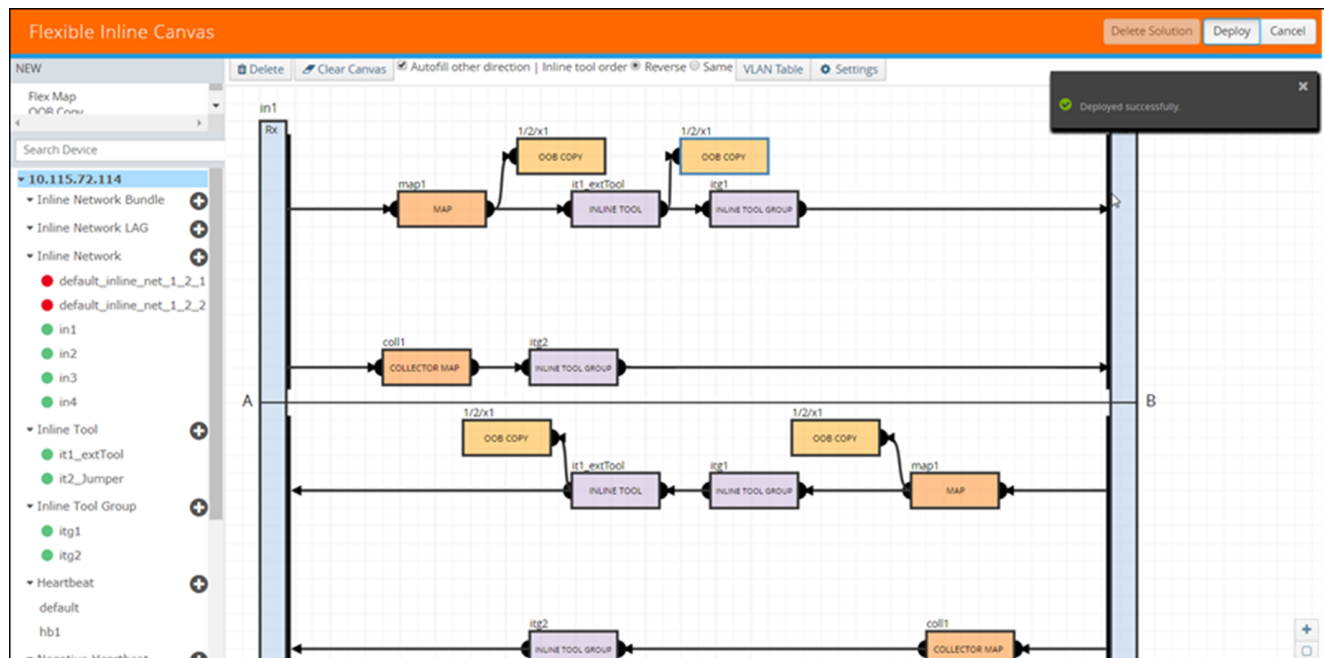 Flexible Inline Canvas
Delete Solution Deploy Cancel
NEW
Delete Clear Canvas Autofill other direction | Inline tool order Reverse Same VLAN Table Settings
Deployed successfully.
Flex Map
OOB Copy
Search Device
10.115.72.114
Inline Network Bundle
Inline Network LAG
Inline Network
default_inline_net_1_2_1
default_inline_net_1_2_2
in1
in2
in3
in4
Inline Tool
it1_extTool
it2_Jumper
Inline Tool Group
itg1
itg2
Heartbeat
default
hb1
Negative Heartbeat
in1
Rx
1/2/x1
OOB COPY
1/2/x1
OOB COPY
map1
MAP
it1_extTool
INLINE TOOL
itg1
INLINE TOOL GROUP
coll1
COLLECTOR MAP
itg2
INLINE TOOL GROUP
A
B
1/2/x1
OOB COPY
1/2/x1
OOB COPY
it1_extTool
INLINE TOOL
itg1
INLINE TOOL GROUP
map1
MAP
itg2
INLINE TOOL GROUP
coll1
COLLECTOR MAP